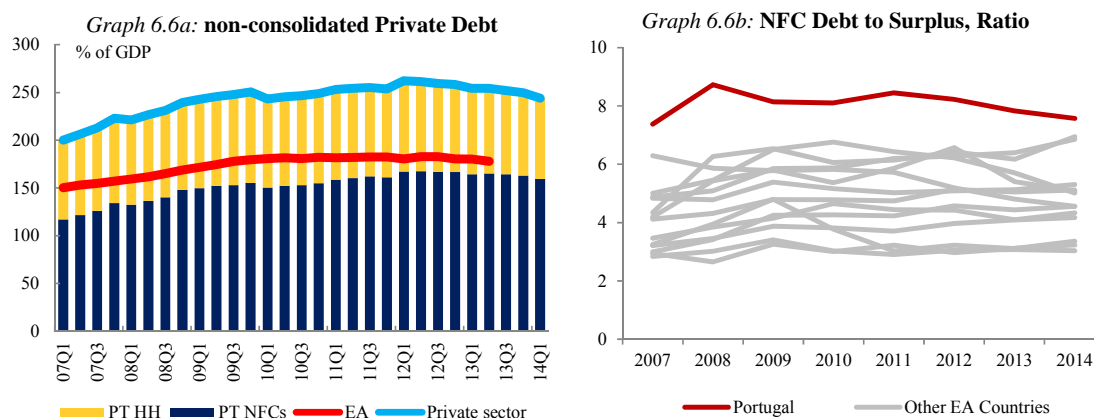 Graph 6.6a: non-consolidated Private Debt
% of GDP
300
250
200
150
100
50
0
07Q1
07Q3
08Q1
08Q3
09Q1
09Q3
10Q1
10Q3
11Q1
11Q3
12Q1
12Q3
13Q1
13Q3
14Q1
PT HH PT NFCs EA Private sector
Graph 6.6b: NFC Debt to Surplus, Ratio
10
8
6
4
2
0
2007 2008 2009 2010 2011 2012 2013 2014
Portugal Other EA Countries